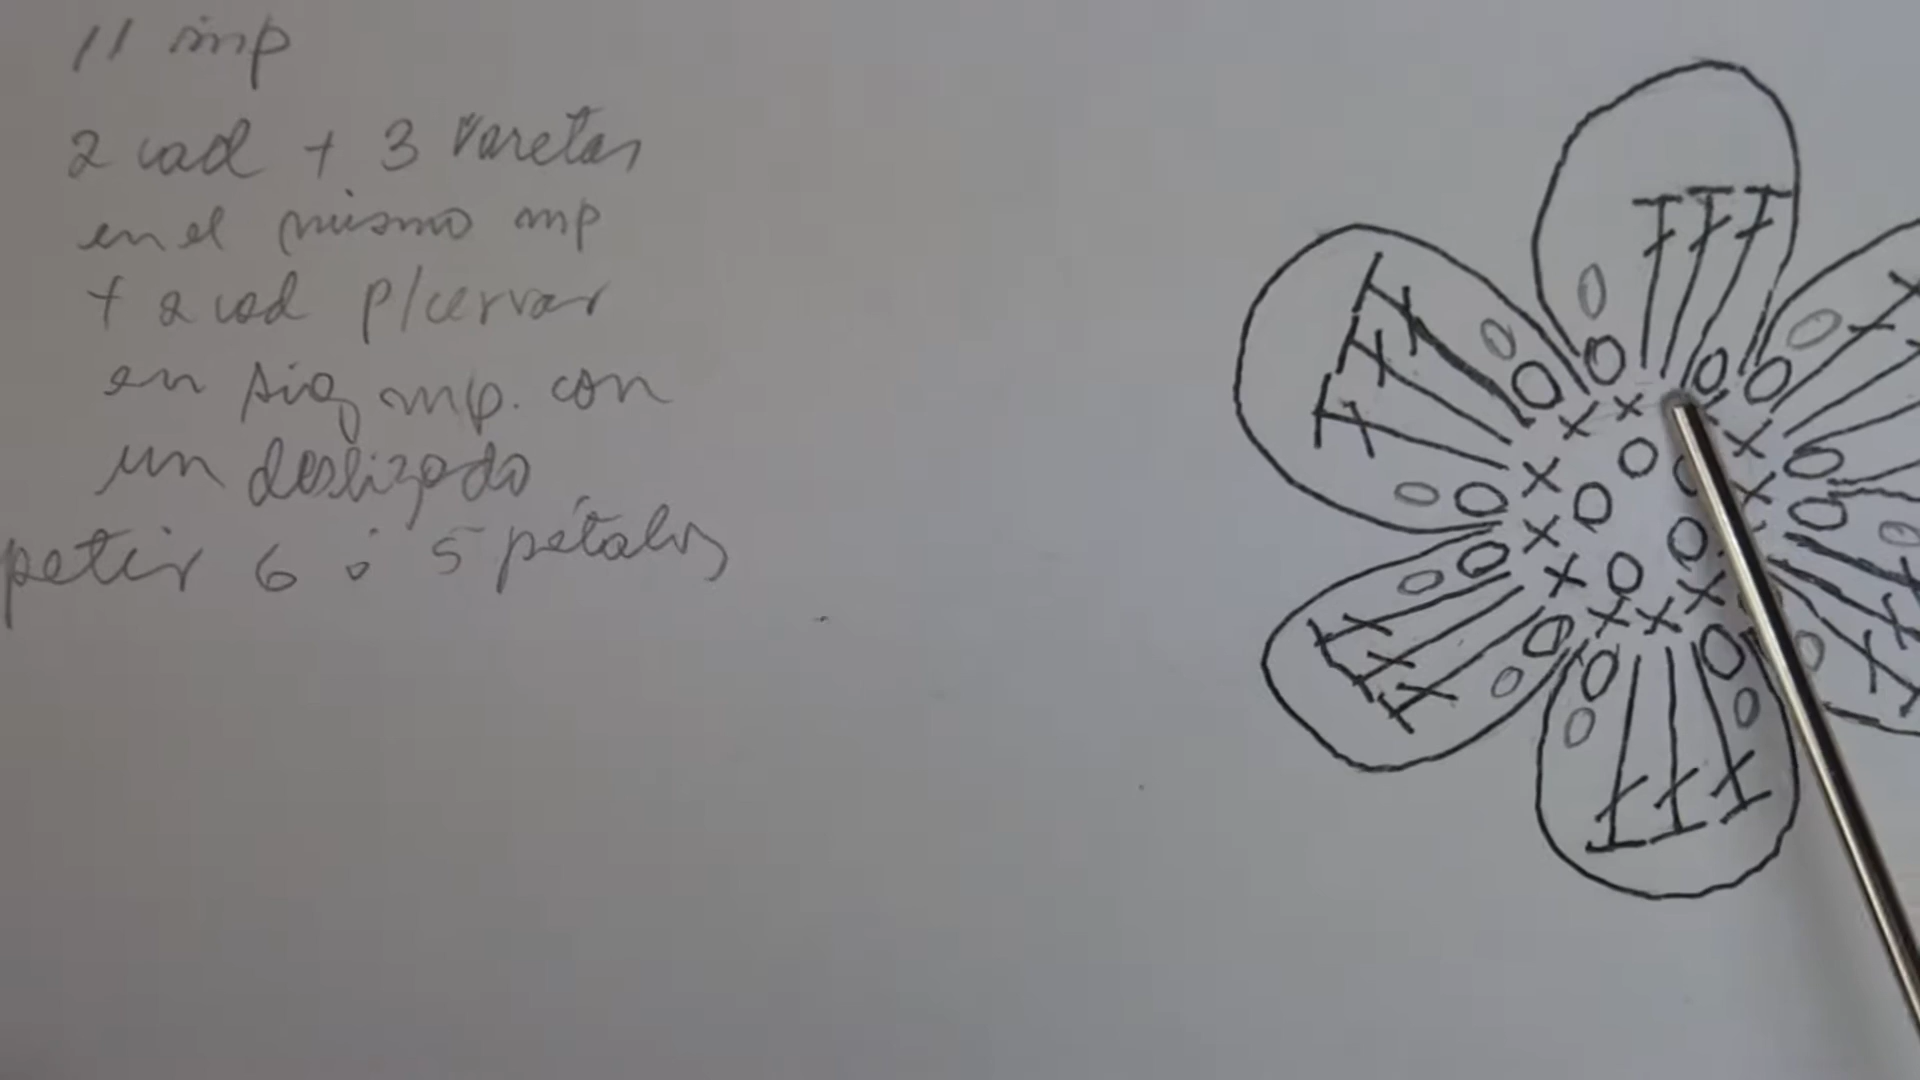 11 mp
2 cad + 3 varetas
en el mismo mp
+ 2 cad p/cerrar
en sig mp. con
un deslizado
petir 6 ó 5 pétalos